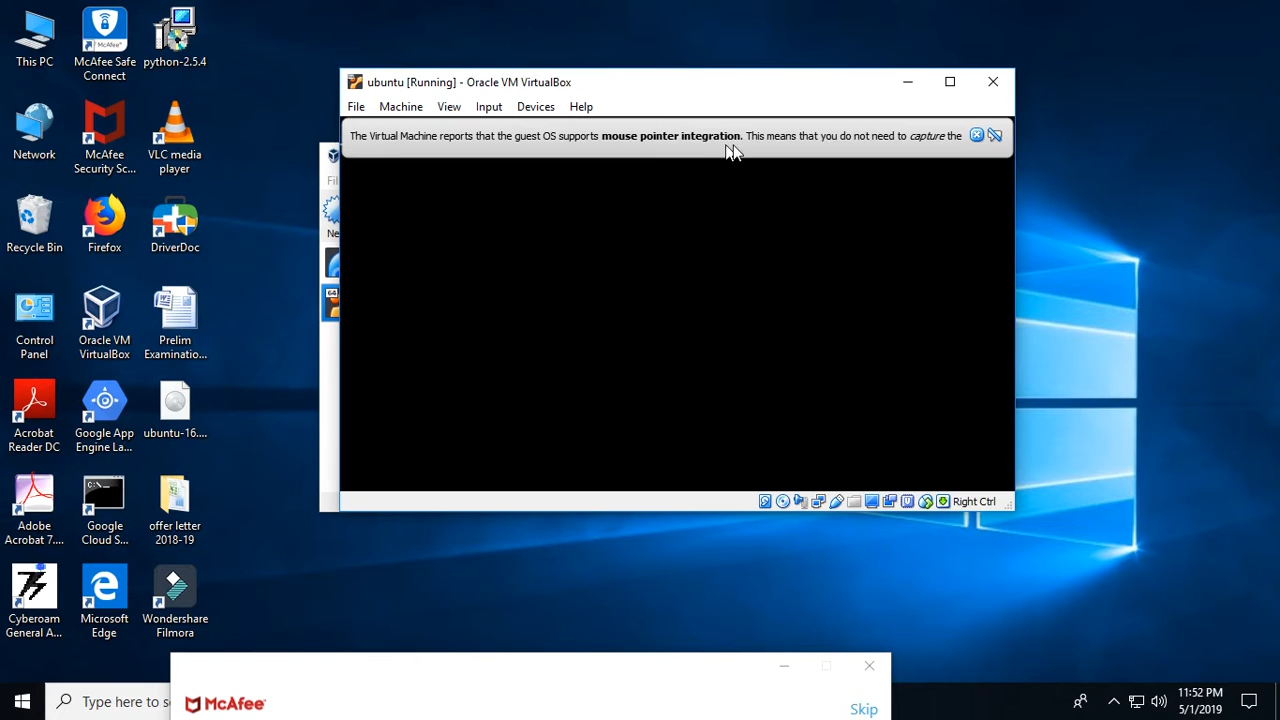 This PC
McAfee Safe
Connect
python-2.5.4
Network
McAfee
Security Sc...
VLC media
player
Recycle Bin
Firefox
DriverDoc
Control
Panel
Oracle VM
VirtualBox
Prelim
Examinatio...
Acrobat
Reader DC
Google App
Engine La...
ubuntu-16....
Adobe
Acrobat 7....
Google
Cloud S...
offer letter
2018-19
Cyberoam
General A...
Microsoft
Edge
Wondershare
Filmora
ubuntu [Running] - Oracle VM VirtualBox
File Machine View Input Devices Help
The Virtual Machine reports that the guest OS supports mouse pointer integration. This means that you do not need to capture the
Fil
Ne
64
Right Ctrl
McAfee
Skip
Type here to s
11:52 PM
5/1/2019